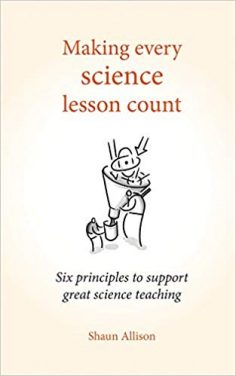 Making every
science
lesson count
Six principles to support
great science teaching
Shaun Allison